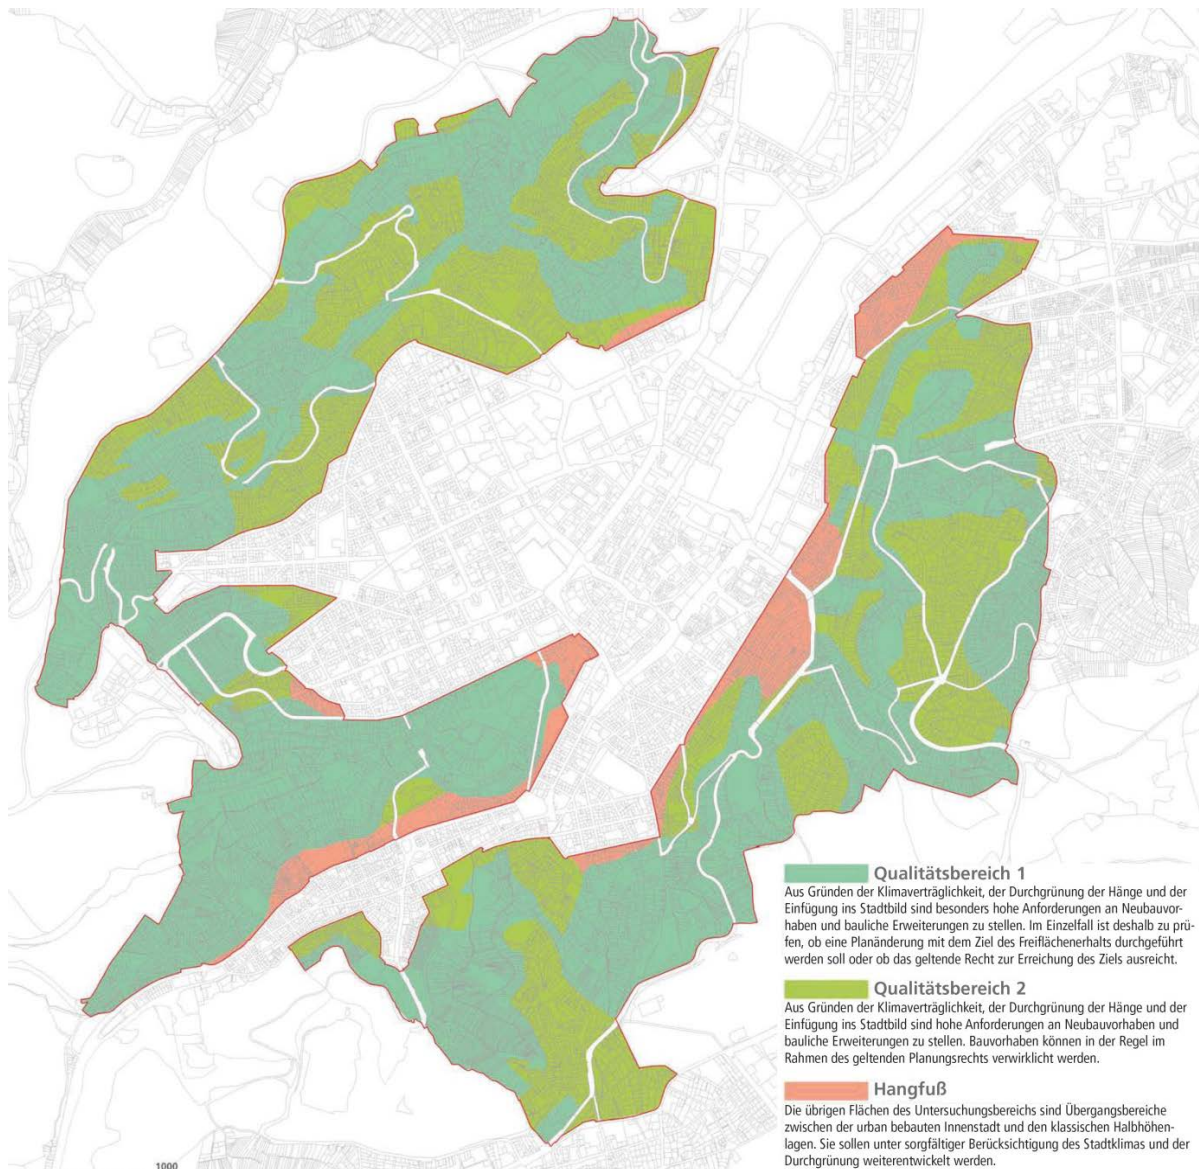 Qualitätsbereich 1
Aus Gründen der Klimaverträglichkeit, der Durchgrünung der Hänge und der
Einfügung ins Stadtbild sind besonders hohe Anforderungen an Neubauvor-
haben und bauliche Erweiterungen zu stellen. Im Einzelfall ist deshalb zu prü-
fen, ob eine Planänderung mit dem Ziel des Freiflächenerhalts durchgeführt
werden soll oder ob das geltende Recht zur Erreichung des Ziels ausreicht.
Qualitätsbereich 2
Aus Gründen der Klimaverträglichkeit, der Durchgrünung der Hänge und der
Einfügung ins Stadtbild sind hohe Anforderungen an Neubauvorhaben und
bauliche Erweiterungen zu stellen. Bauvorhaben können in der Regel im
Rahmen des geltenden Planungsrechts verwirklicht werden.
Hangfuß
Die übrigen Flächen des Untersuchungsbereichs sind Übergangsbereiche
zwischen der urban bebauten Innenstadt und den klassischen Halbhöhen-
lagen. Sie sollen unter sorgfältiger Berücksichtigung des Stadtklimas und der
Durchgrünung weiterentwickelt werden.
1000